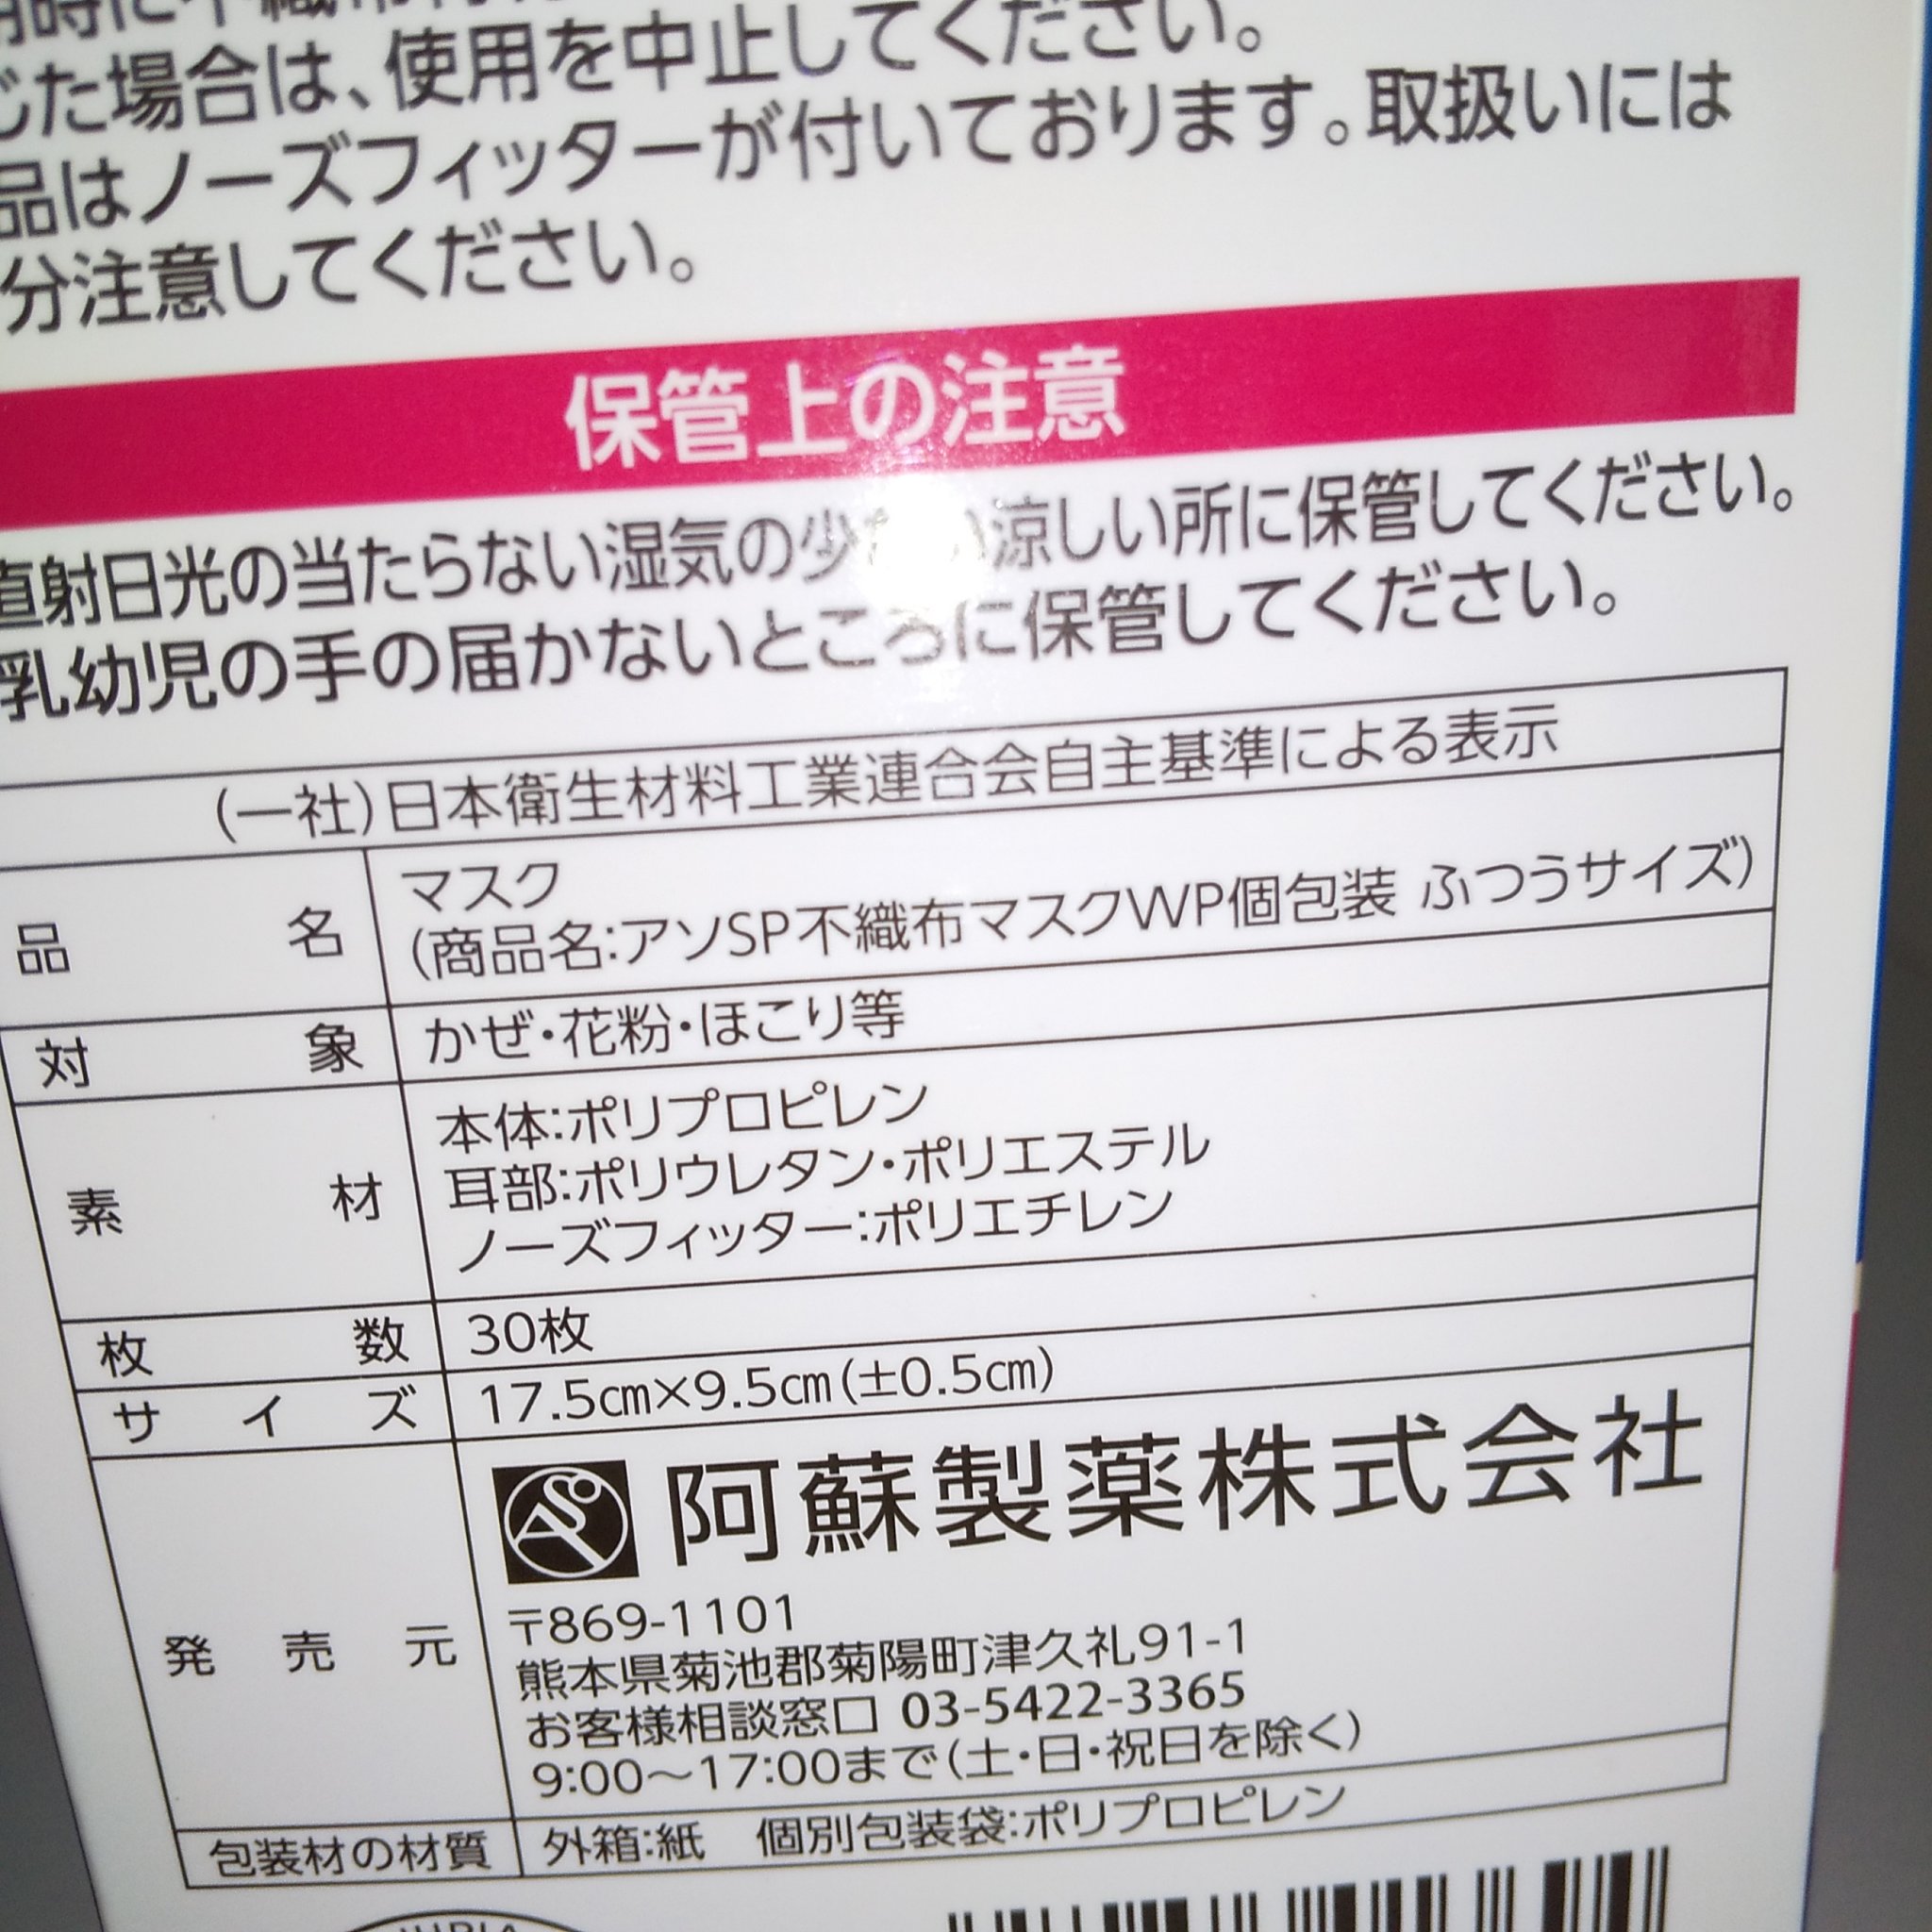 じた場合は、使用を中止してください。
品はノーズフィッターが付いております。取扱いには
分注意してください。
保管上の注意
直射日光の当たらない湿気の少 涼しい所に保管してください。
乳幼児の手の届かないところに保管してください。
(一社)日本衛生材料工業連合会自主基準による表示
品名 マスク
(商品名:アソSP不織布マスクWP個包装 ふつうサイズ)
対象 かぜ・花粉・ほこり等
素材 本体:ポリプロピレン
耳部:ポリウレタン・ポリエステル
ノーズフィッター:ポリエチレン
枚数 30枚
サイズ 17.5cm×9.5cm(±0.5cm)
発売元 阿蘇製薬株式会社
〒869-1101
熊本県菊池郡菊陽町津久礼91-1
お客様相談窓口 03-5422-3365
9:00〜17:00まで(土・日・祝日を除く)
包装材の材質 外箱:紙 個別包装袋:ポリプロピレン